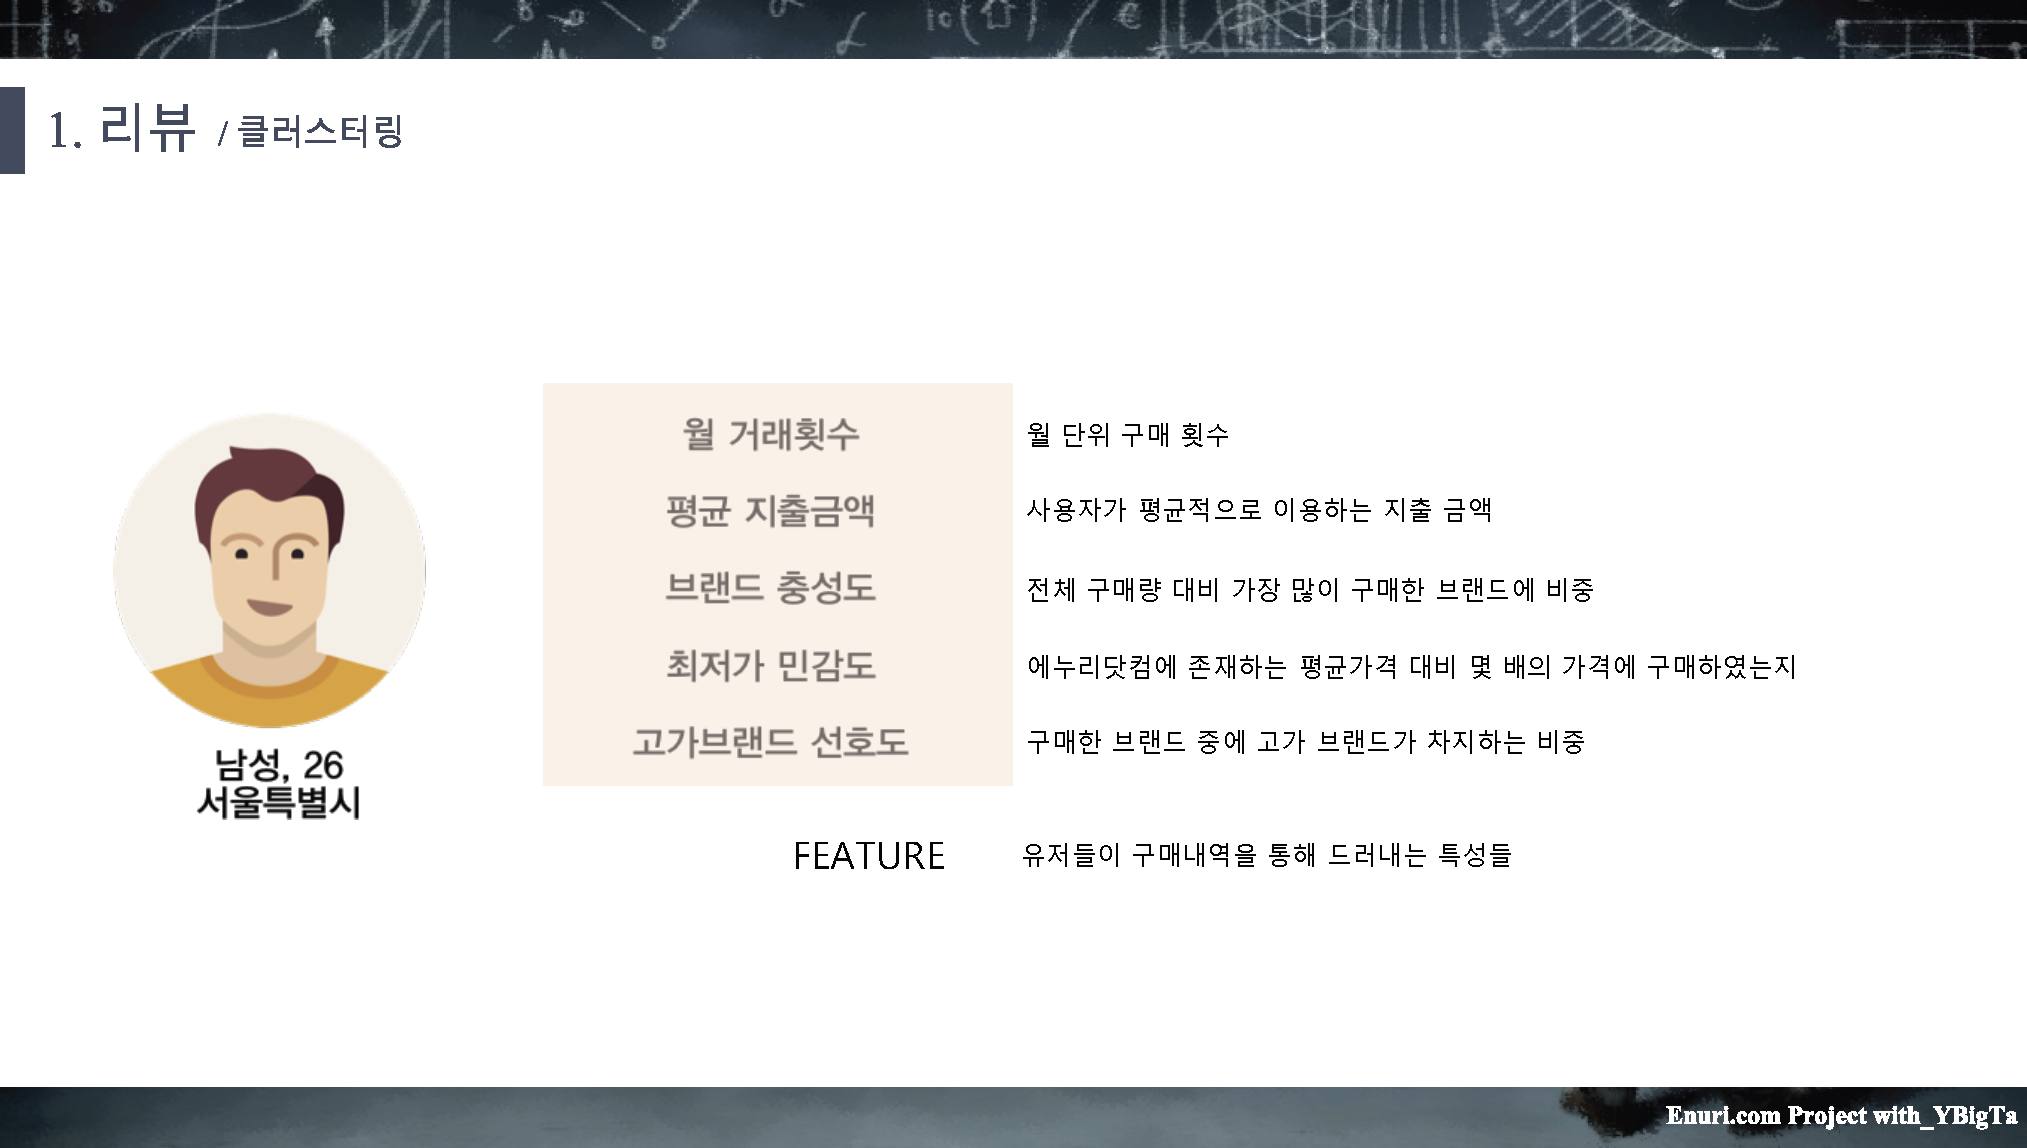 1. 리뷰 / 클러스터링
월 거래횟수 월 단위 구매 횟수
평균 지출금액 사용자가 평균적으로 이용하는 지출 금액
브랜드 충성도 전체 구매량 대비 가장 많이 구매한 브랜드에 비중
최저가 민감도 에누리닷컴에 존재하는 평균가격 대비 몇 배의 가격에 구매하였는지
고가브랜드 선호도 구매한 브랜드 중에 고가 브랜드가 차지하는 비중
남성, 26
서울특별시
FEATURE 유저들이 구매내역을 통해 드러내는 특성들
Enuri.com Project with_YBigTa